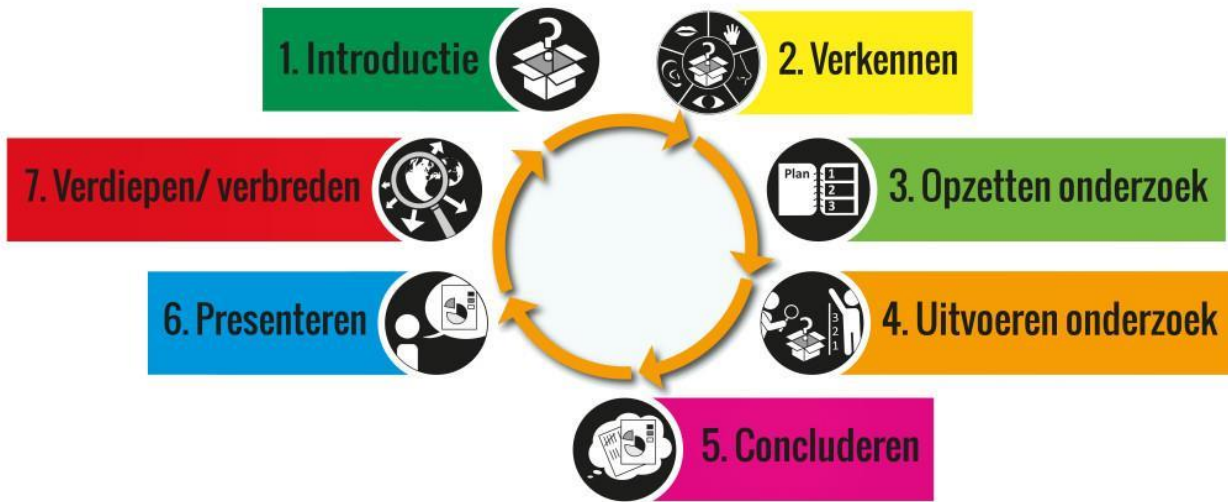 1. Introductie
2. Verkennen
7. Verdiepen/ verbreden
Plan
1
2
3
3. Opzetten onderzoek
6. Presenteren
3
2
1
4. Uitvoeren onderzoek
5. Concluderen